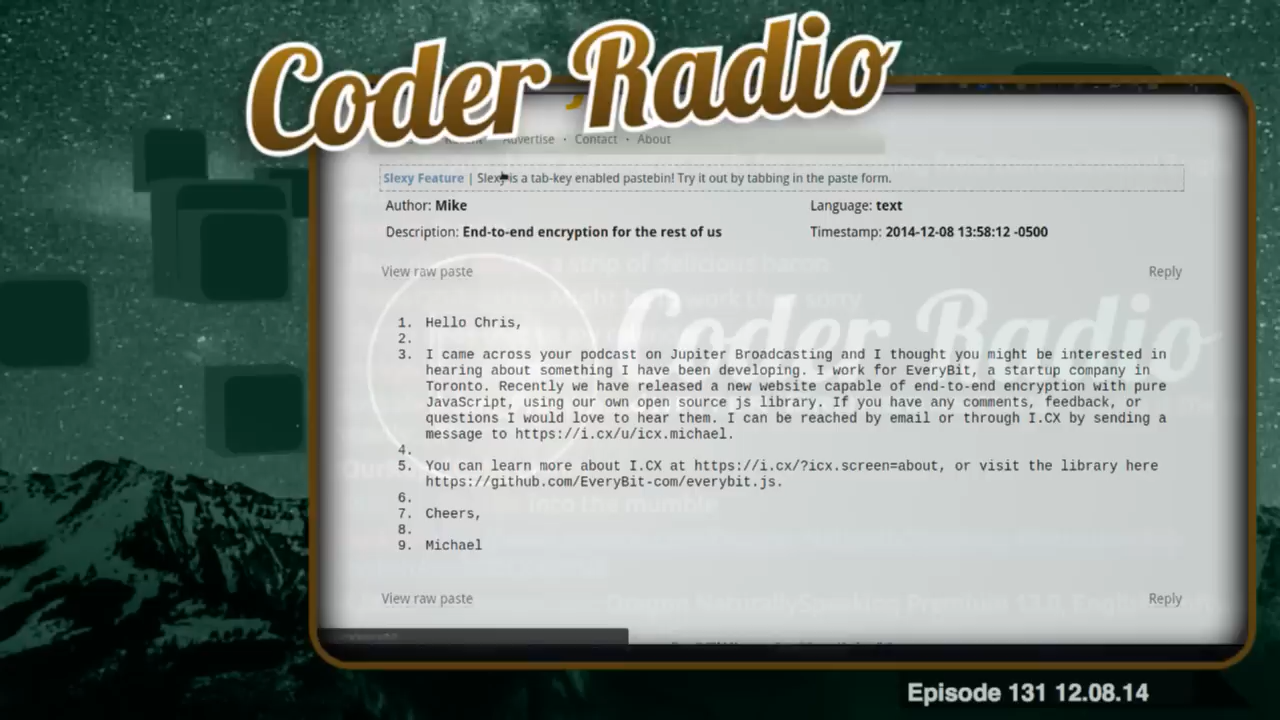 Coder Radio
Advertise · Contact · About
Slexy Feature | Slexy is a tab-key enabled pastebin! Try it out by tabbing in the paste form.
Author: Mike
Language: text
Description: End-to-end encryption for the rest of us
Timestamp: 2014-12-08 13:58:12 -0500
View raw paste
Reply
Coder Radio
1. Hello Chris,
2.
3. I came across your podcast on Jupiter Broadcasting and I thought you might be interested in
hearing about something I have been developing. I work for EveryBit, a startup company in
Toronto. Recently we have released a new website capable of end-to-end encryption with pure
JavaScript, using our own open source js library. If you have any comments, feedback, or
questions I would love to hear them. I can be reached by email or through I.CX by sending a
message to https://i.cx/u/icx.michael.
4.
5. You can learn more about I.CX at https://i.cx/?icx.screen=about, or visit the library here
https://github.com/EveryBit-com/everybit.js.
6.
into the mumble
7. Cheers,
8.
9. Michael
View raw paste
Reply
Episode 131 12.08.14